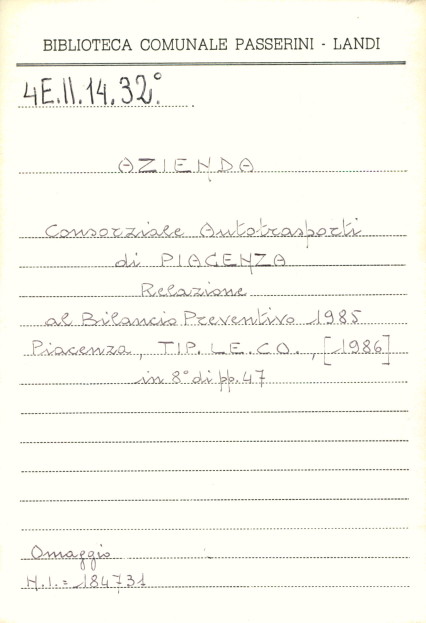 BIBLIOTECA COMUNALE PASSERINI - LANDI
4E.II.14.32°.
AZIENDA
Consorziale Autotrasporti
di PIACENZA
Relazione
al Bilancio Preventivo 1985
Piacenza, TIP.LE.CO., [1986]
in 8° di pp. 47
Omaggio
N.I. = 184731